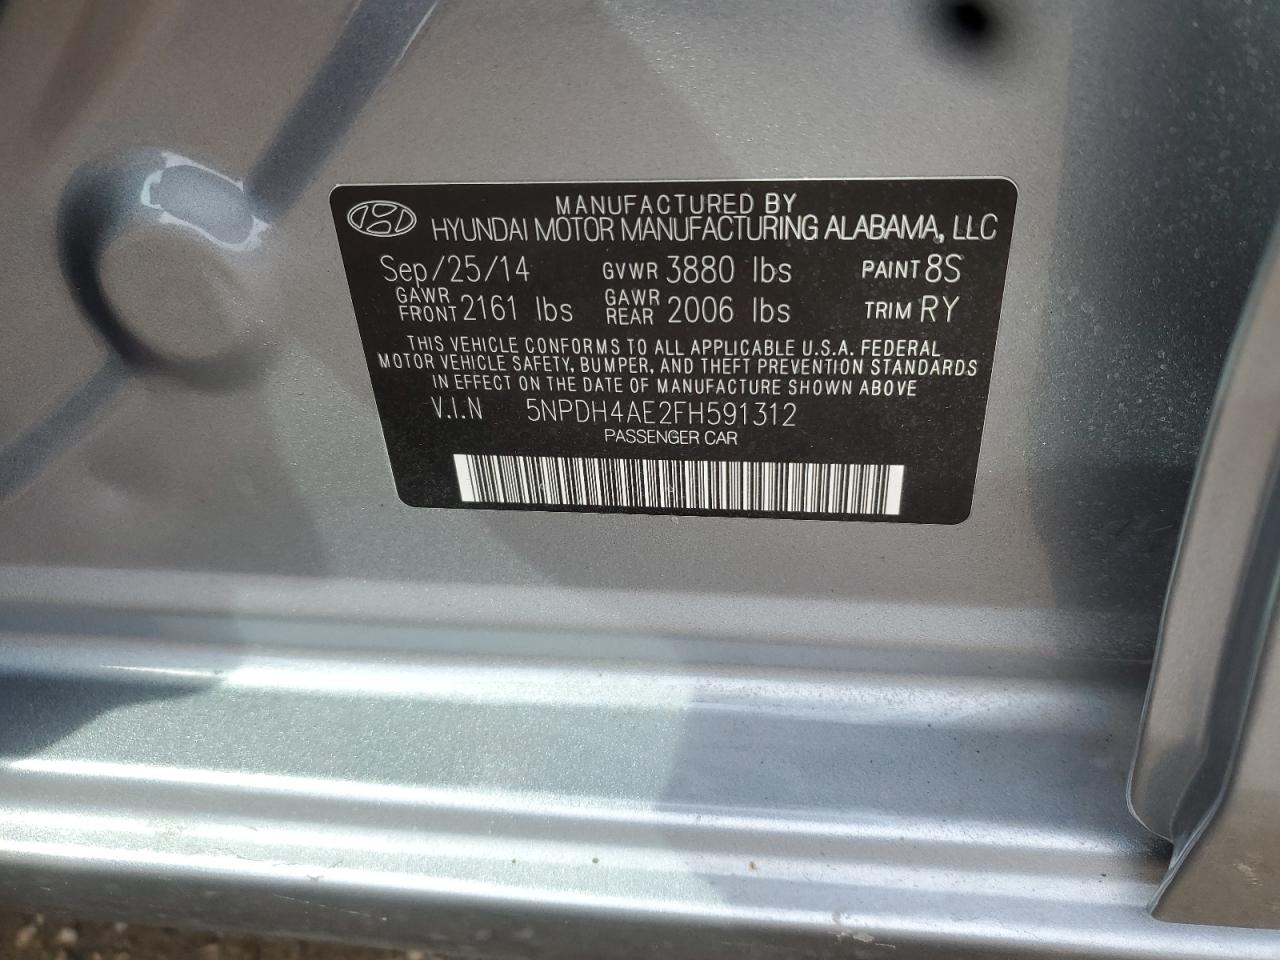 MANUFACTURED BY
HYUNDAI MOTOR MANUFACTURING ALABAMA, LLC
Sep/25/14 GVWR 3880 lbs PAINT 8S
GAWR FRONT 2161 lbs GAWR REAR 2006 lbs TRIM RY
THIS VEHICLE CONFORMS TO ALL APPLICABLE U.S.A. FEDERAL
MOTOR VEHICLE SAFETY, BUMPER, AND THEFT PREVENTION STANDARDS
IN EFFECT ON THE DATE OF MANUFACTURE SHOWN ABOVE
V.I.N 5NPDH4AE2FH591312
PASSENGER CAR